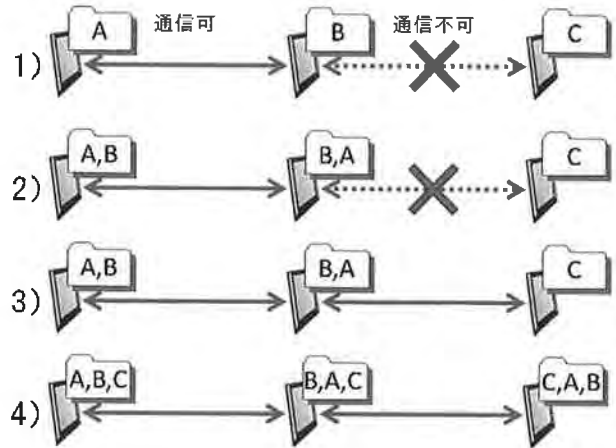 A 通信可 B 通信不可 C
1)
A,B B,A C
2)
A,B B,A C
3)
A,B,C B,A,C C,A,B
4)